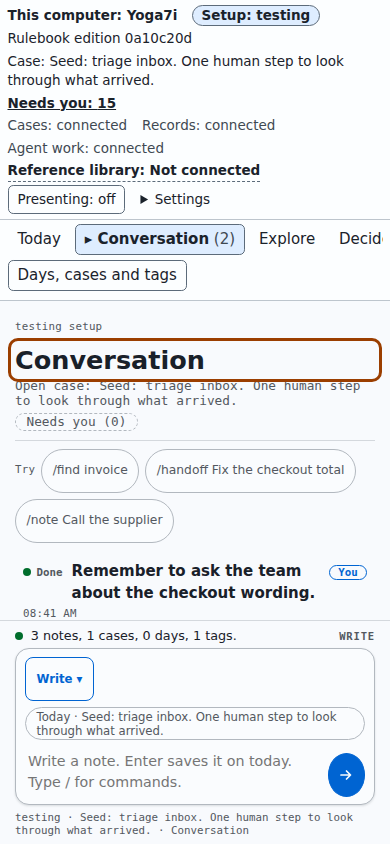 This computer: Yoga7i Setup: testing
Rulebook edition 0a10c20d
Case: Seed: triage inbox. One human step to look
through what arrived.
Needs you: 15
Cases: connected Records: connected
Agent work: connected
Reference library: Not connected
Presenting: off ▶ Settings
Today ▸ Conversation (2) Explore Decid
Days, cases and tags
testing setup
Conversation
Open case: Seed: triage inbox. One human step
to look through what arrived.
Needs you (0)
Try /find invoice /handoff Fix the checkout total
/note Call the supplier
Done Remember to ask the team You
about the checkout wording.
08:41 AM
3 notes, 1 cases, 0 days, 1 tags. WRITE
Write ▾
Today · Seed: triage inbox. One human step to look
through what arrived.
Write a note. Enter saves it on today.
Type / for commands.
→
testing · Seed: triage inbox. One human step to look
through what arrived. · Conversation